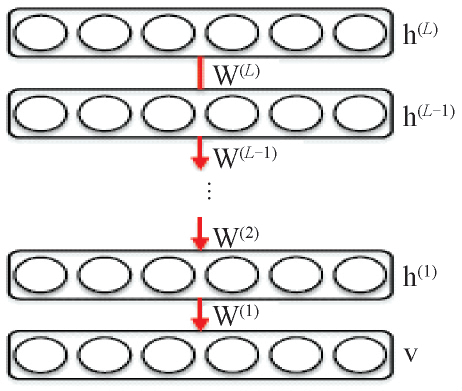 h(L)
W(L)
h(L–1)
W(L–1)
⋮
W(2)
h(1)
W(1)
v